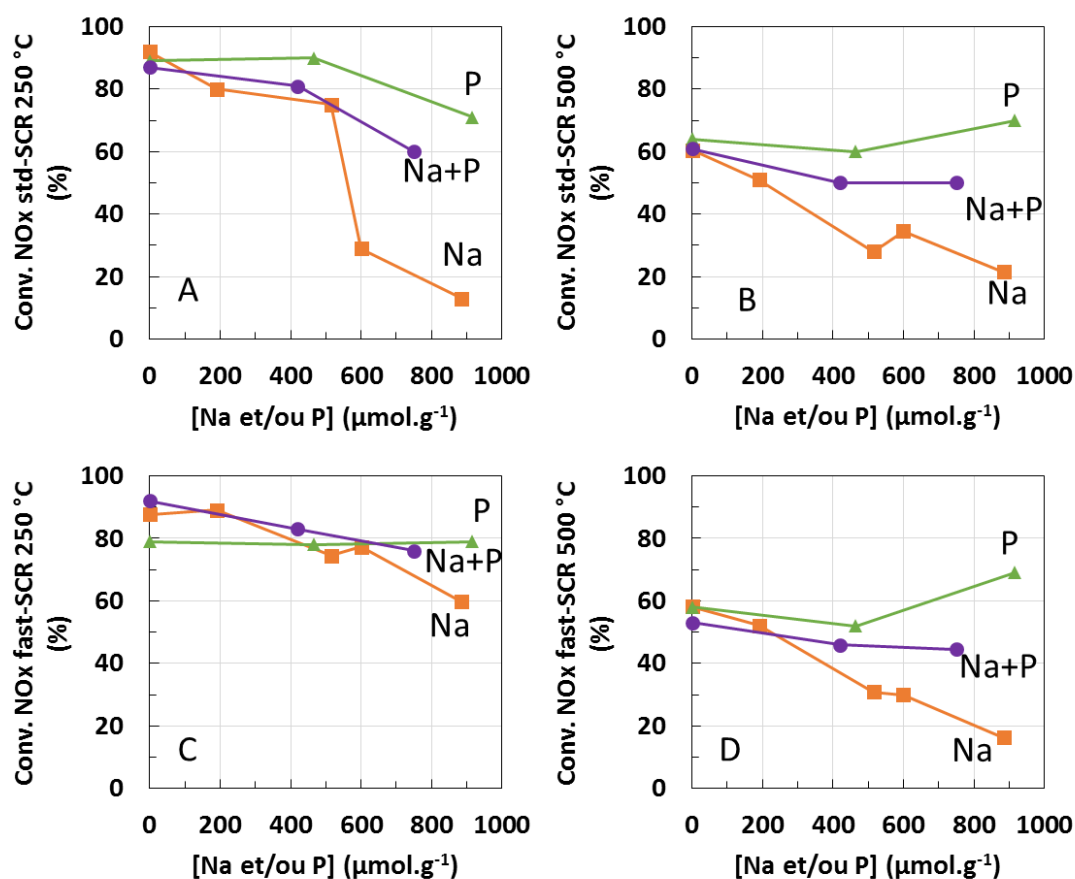 Conv. NOx std-SCR 250 °C
(%)
100
80
60
40
20
0
P
Na+P
Na
A
0 200 400 600 800 1000
[Na et/ou P] (µmol.g⁻¹)
Conv. NOx std-SCR 500 °C
(%)
100
80
60
40
20
0
P
Na+P
Na
B
0 200 400 600 800 1000
[Na et/ou P] (µmol.g⁻¹)
Conv. NOx fast-SCR 250 °C
(%)
100
80
60
40
20
0
P
Na+P
Na
C
0 200 400 600 800 1000
[Na et/ou P] (µmol.g⁻¹)
Conv. NOx fast-SCR 500 °C
(%)
100
80
60
40
20
0
P
Na+P
Na
D
0 200 400 600 800 1000
[Na et/ou P] (µmol.g⁻¹)